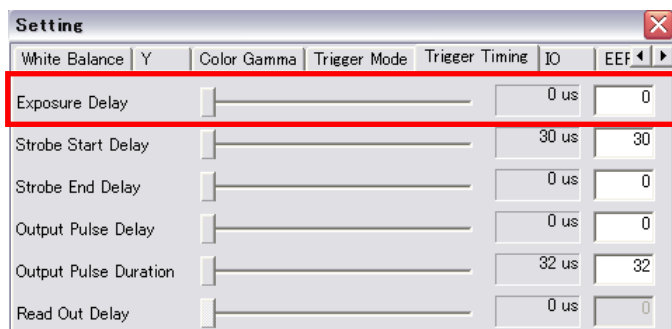 Setting
White Balance Y Color Gamma Trigger Mode Trigger Timing IO EEF
Exposure Delay 0 us 0
Strobe Start Delay 30 us 30
Strobe End Delay 0 us 0
Output Pulse Delay 0 us 0
Output Pulse Duration 32 us 32
Read Out Delay 0 us 0